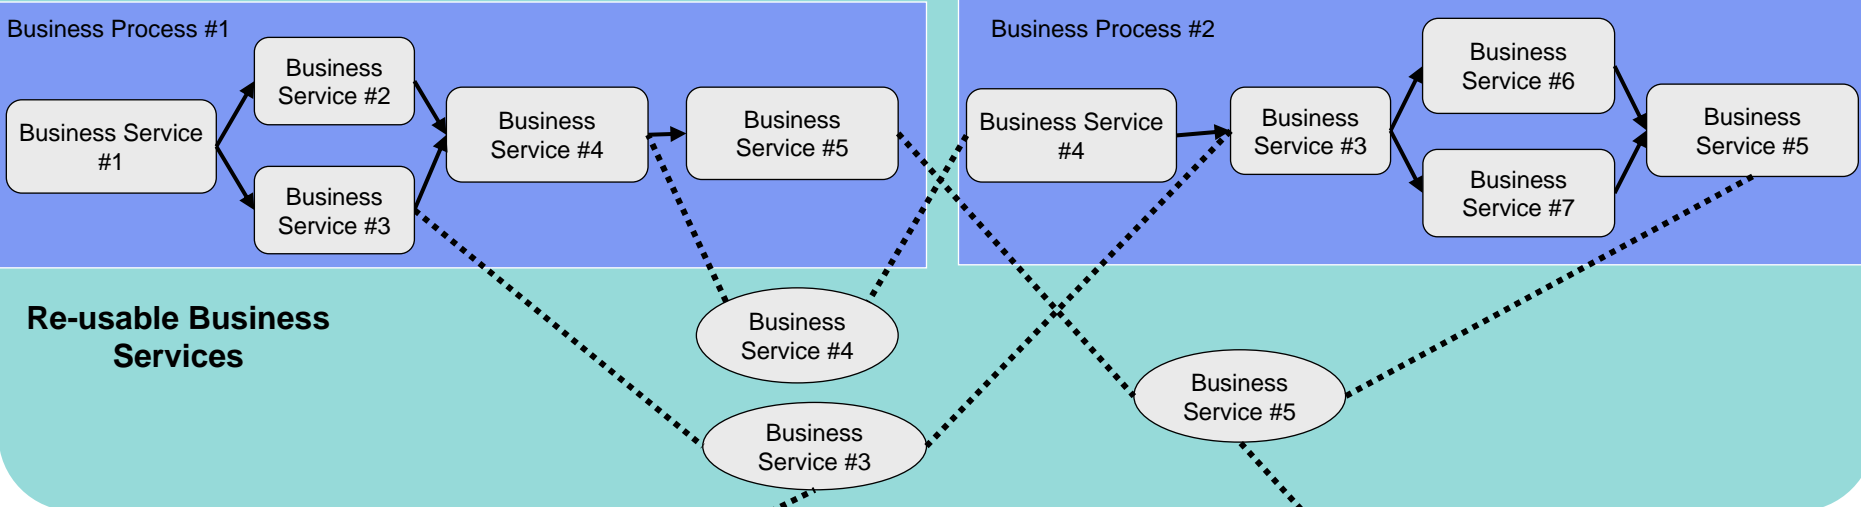 Business Process #1
Business Service
#1
Business
Service #2
Business
Service #3
Business
Service #4
Business
Service #5
Business Process #2
Business Service
#4
Business
Service #3
Business
Service #6
Business
Service #7
Business
Service #5
Re-usable Business
Services
Business
Service #4
Business
Service #3
Business
Service #5